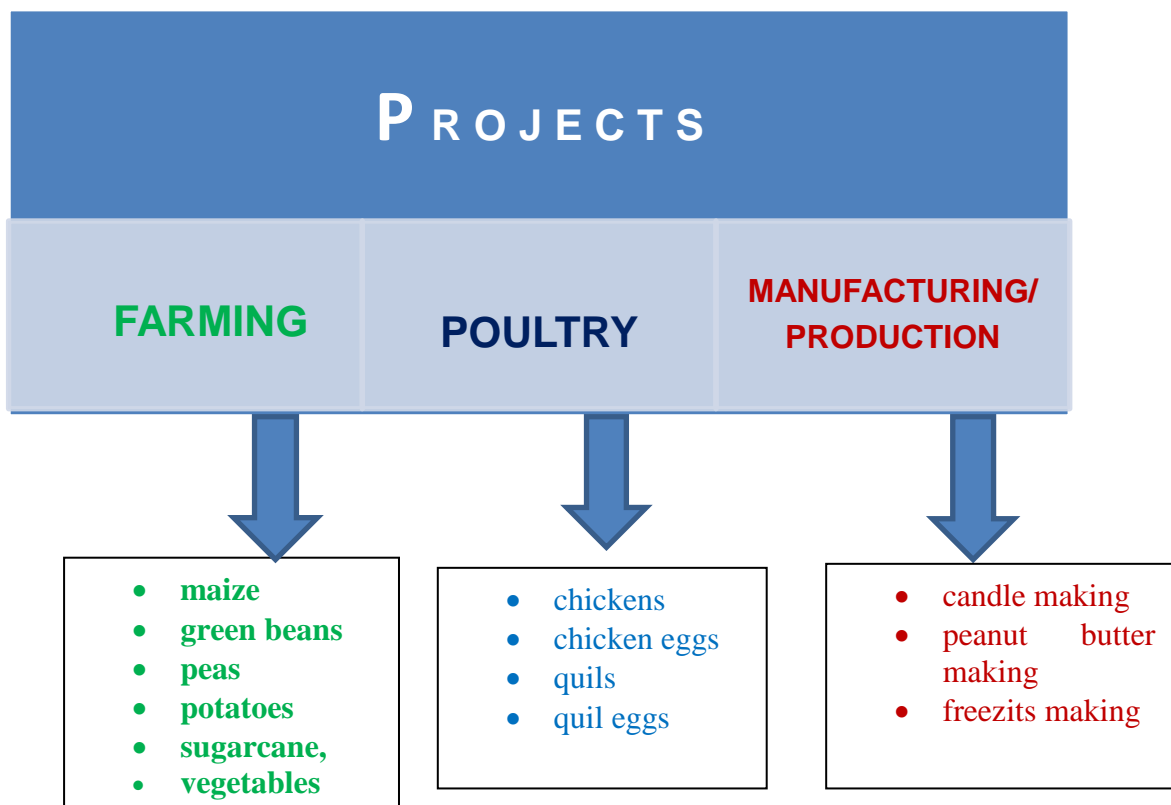 PROJECTS
FARMING
POULTRY
MANUFACTURING/
PRODUCTION
• maize
• green beans
• peas
• potatoes
• sugarcane,
• vegetables
• chickens
• chicken eggs
• quils
• quil eggs
• candle making
• peanut butter
making
• freezits making